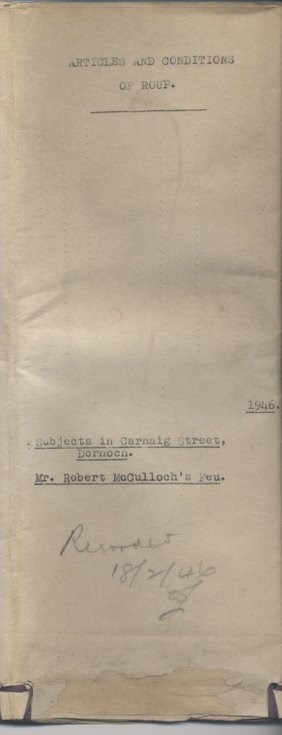 ARTICLES AND CONDITIONS
OF ROUP.
1946.
Subjects in Carnaig Street,
Dornoch.
Mr. Robert McCulloch's Feu.
Recorded
18/2/46